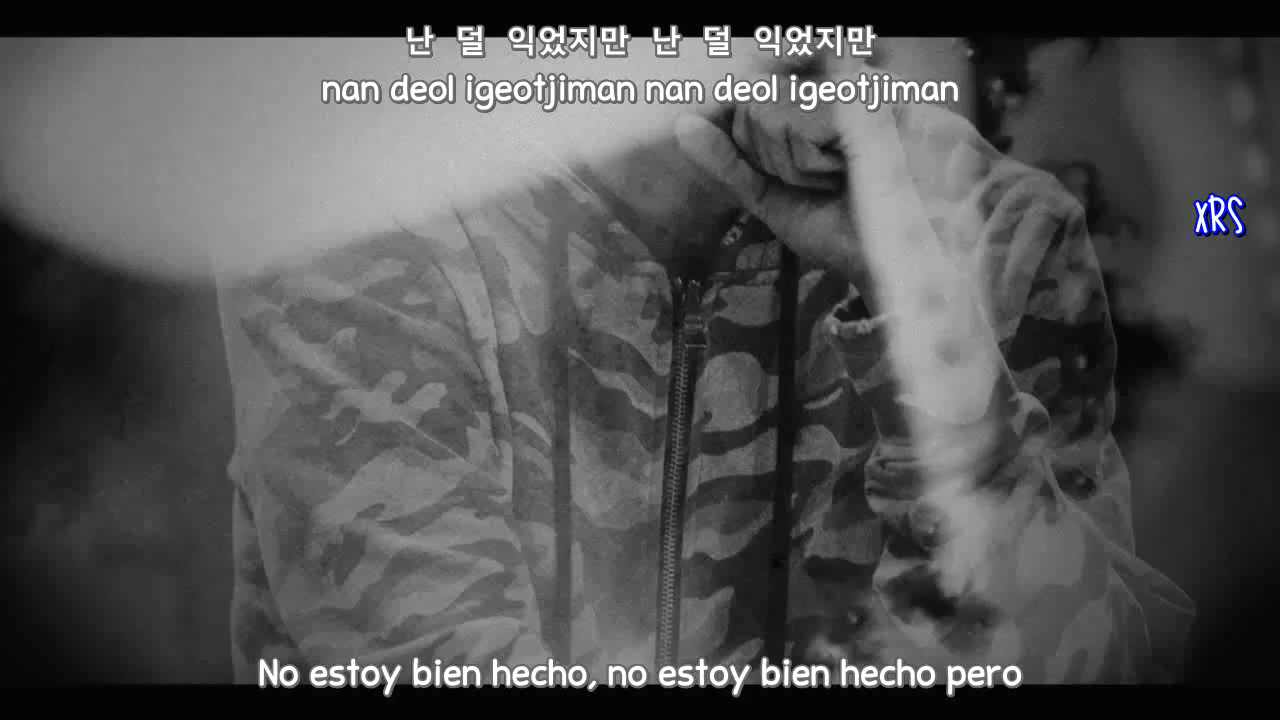 난 덜 익었지만 난 덜 익었지만
nan deol igeotjiman nan deol igeotjiman
XRS
No estoy bien hecho, no estoy bien hecho pero